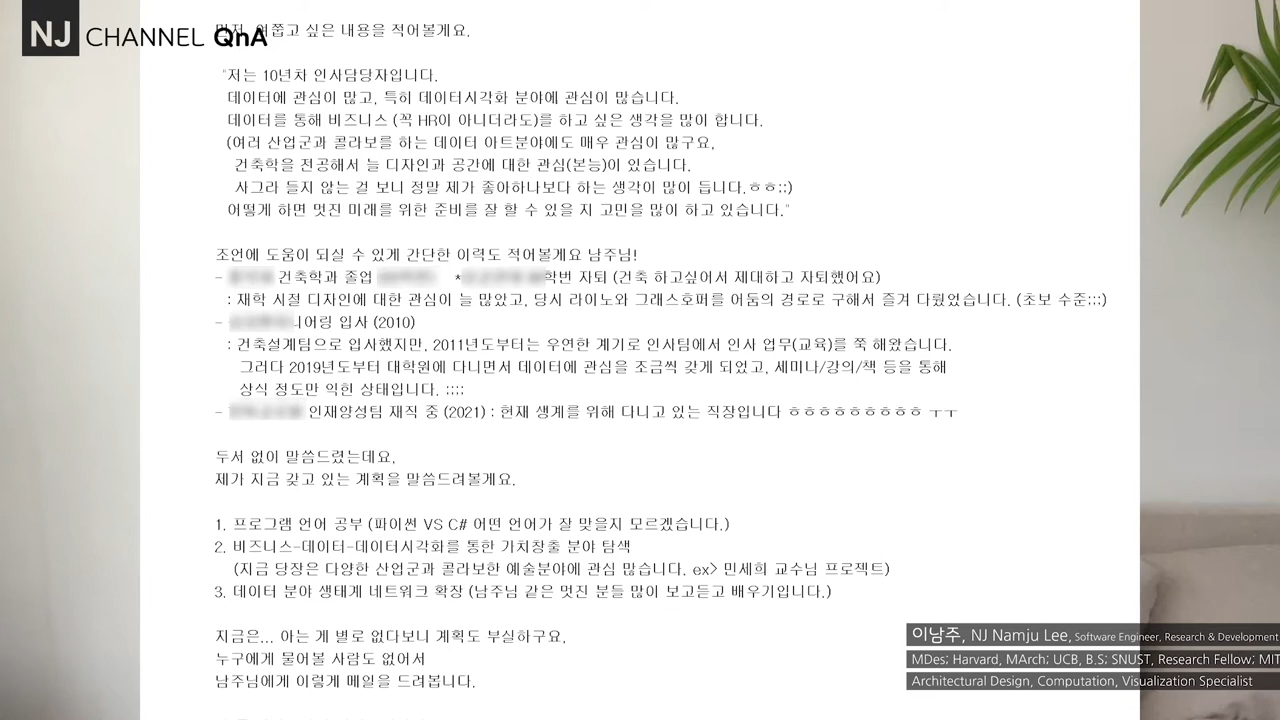 NJ CHANNEL QnA
여쭙고 싶은 내용을 적어볼게요.
"저는 10년차 인사담당자입니다.
데이터에 관심이 많고, 특히 데이터시각화 분야에 관심이 많습니다.
데이터를 통해 비즈니스 (꼭 HR이 아니더라도)를 하고 싶은 생각을 많이 합니다.
(여러 산업군과 콜라보를 하는 데이터 아트분야에도 매우 관심이 많구요,
건축학을 전공해서 늘 디자인과 공간에 대한 관심(본능)이 있습니다.
사그라 들지 않는 걸 보니 정말 제가 좋아하나보다 하는 생각이 많이 듭니다.ㅎㅎ;;)
어떻게 하면 멋진 미래를 위한 준비를 잘 할 수 있을 지 고민을 많이 하고 있습니다."
조언에 도움이 되실 수 있게 간단한 이력도 적어볼게요 남주님!
- 건축학과 졸업 * 학번 자퇴 (건축 하고싶어서 제대하고 자퇴했어요)
: 재학 시절 디자인에 대한 관심이 늘 많았고, 당시 라이노와 그래스호퍼를 어둠의 경로로 구해서 즐겨 다뤘었습니다. (초보 수준;;;)
- 니어링 입사 (2010)
: 건축설계팀으로 입사했지만, 2011년도부터는 우연한 계기로 인사팀에서 인사 업무(교육)를 쭉 해왔습니다.
그러다 2019년도부터 대학원에 다니면서 데이터에 관심을 조금씩 갖게 되었고, 세미나/강의/책 등을 통해
상식 정도만 익힌 상태입니다. ;;;;
- 인재양성팀 재직 중 (2021) : 현재 생계를 위해 다니고 있는 직장입니다 ㅎㅎㅎㅎㅎㅎㅎㅎㅎ ㅜㅜ
두서 없이 말씀드렸는데요,
제가 지금 갖고 있는 계획을 말씀드려볼게요.
1. 프로그램 언어 공부 (파이썬 VS C# 어떤 언어가 잘 맞을지 모르겠습니다.)
2. 비즈니스-데이터-데이터시각화를 통한 가치창출 분야 탐색
(지금 당장은 다양한 산업군과 콜라보한 예술분야에 관심 많습니다. ex> 민세희 교수님 프로젝트)
3. 데이터 분야 생태계 네트워크 확장 (남주님 같은 멋진 분들 많이 보고듣고 배우기입니다.)
지금은... 아는 게 별로 없다보니 계획도 부실하구요,
누구에게 물어볼 사람도 없어서
남주님에게 이렇게 메일을 드려봅니다.
이남주, NJ Namju Lee, Software Engineer, Research & Development
MDes; Harvard, MArch; UCB, B.S; SNUST, Research Fellow; MIT
Architectural Design, Computation, Visualization Specialist